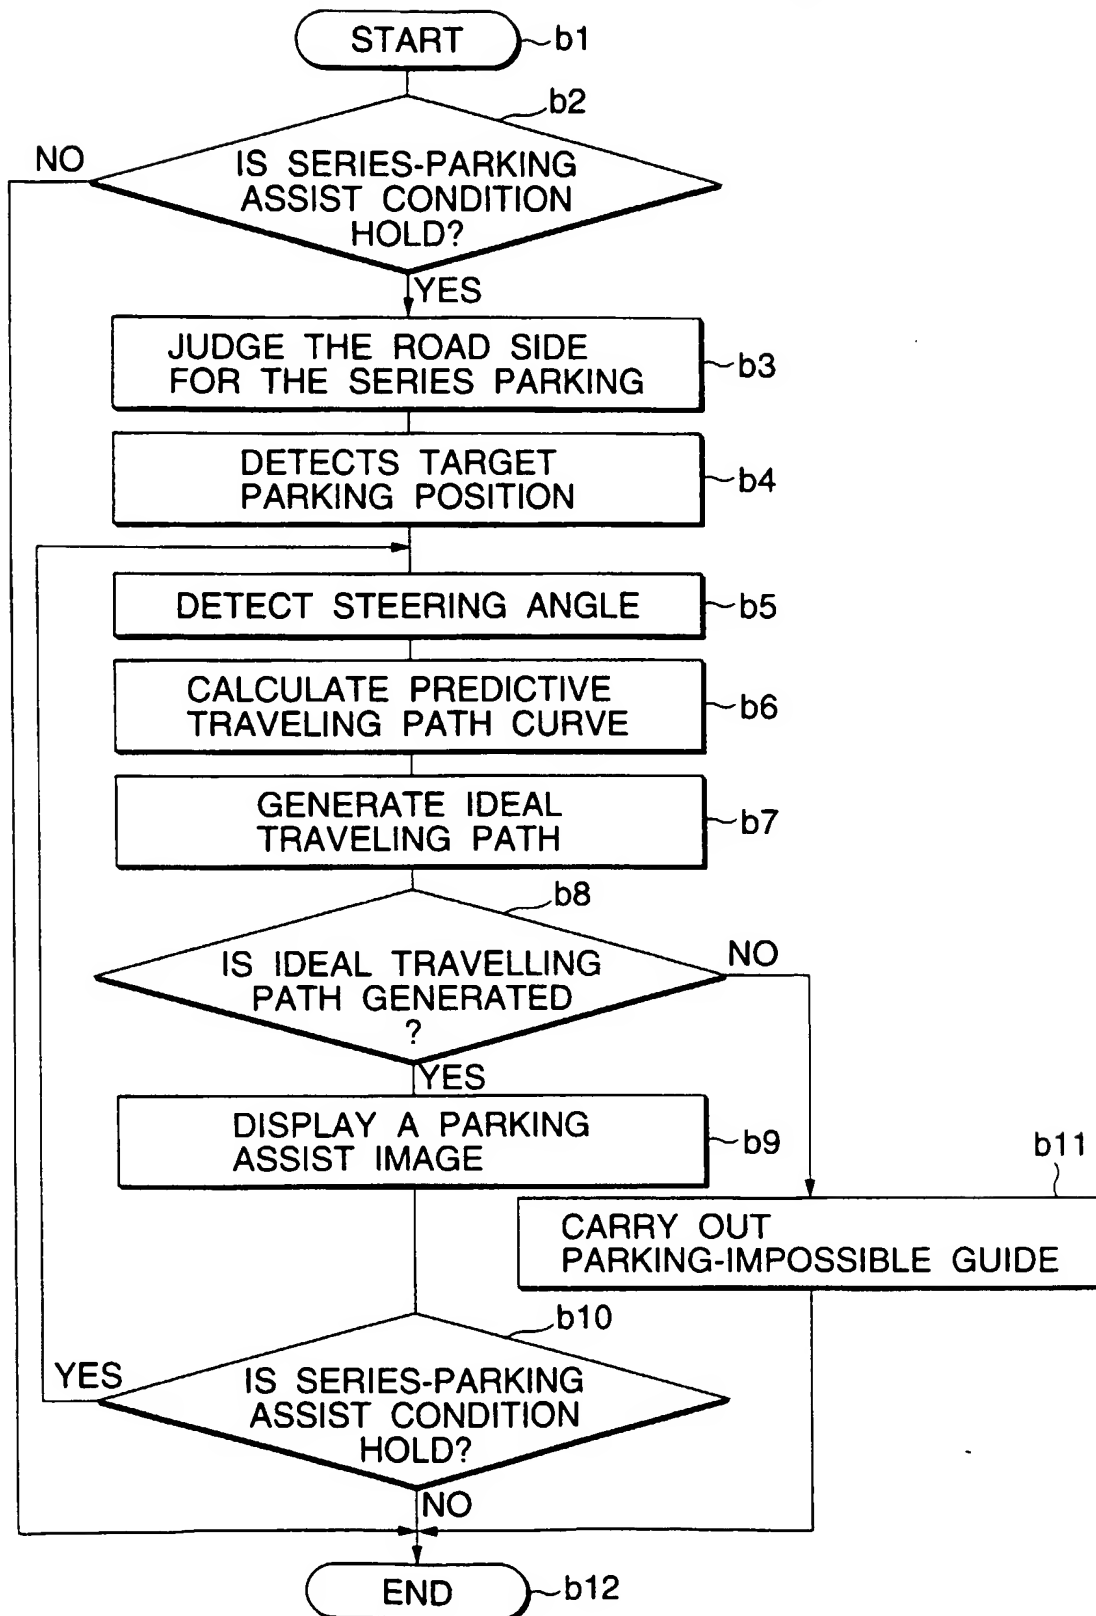 START
b1
b2
NO
IS SERIES-PARKING
ASSIST CONDITION
HOLD?
YES
JUDGE THE ROAD SIDE
FOR THE SERIES PARKING
b3
DETECTS TARGET
PARKING POSITION
b4
DETECT STEERING ANGLE
b5
CALCULATE PREDICTIVE
TRAVELING PATH CURVE
b6
GENERATE IDEAL
TRAVELING PATH
b7
b8
IS IDEAL TRAVELLING
PATH GENERATED
?
NO
YES
DISPLAY A PARKING
ASSIST IMAGE
b9
b11
CARRY OUT
PARKING-IMPOSSIBLE GUIDE
b10
YES
IS SERIES-PARKING
ASSIST CONDITION
HOLD?
NO
END
b12